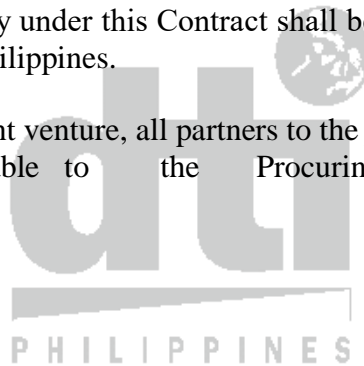 y under this Contract shall be
ilippines.
nt venture, all partners to the
ble to the Procurin
dti
PHILIPPINES